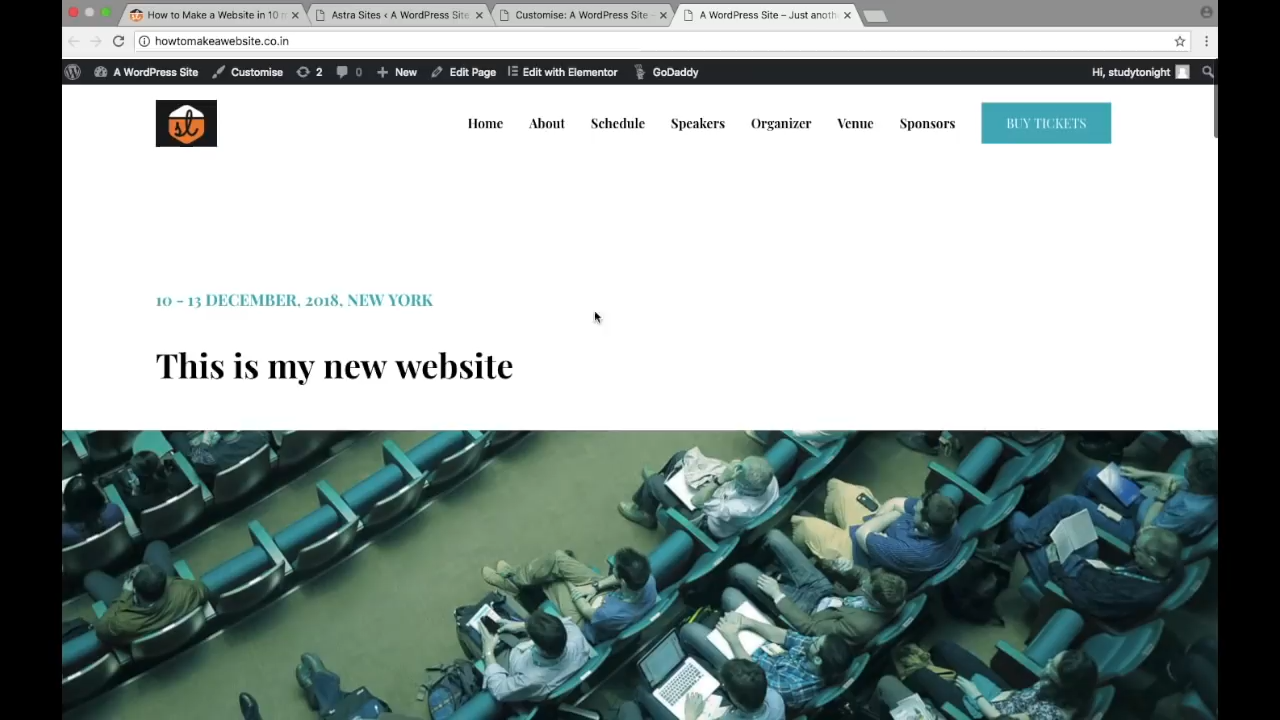 How to Make a Website in 10 m
Astra Sites ‹ A WordPress Site
Customise: A WordPress Site –
A WordPress Site – Just anoth
howtomakeawebsite.co.in
A WordPress Site
Customise
2
0
New
Edit Page
Edit with Elementor
GoDaddy
Hi, studytonight
sl
Home
About
Schedule
Speakers
Organizer
Venue
Sponsors
BUY TICKETS
10 - 13 DECEMBER, 2018, NEW YORK
This is my new website